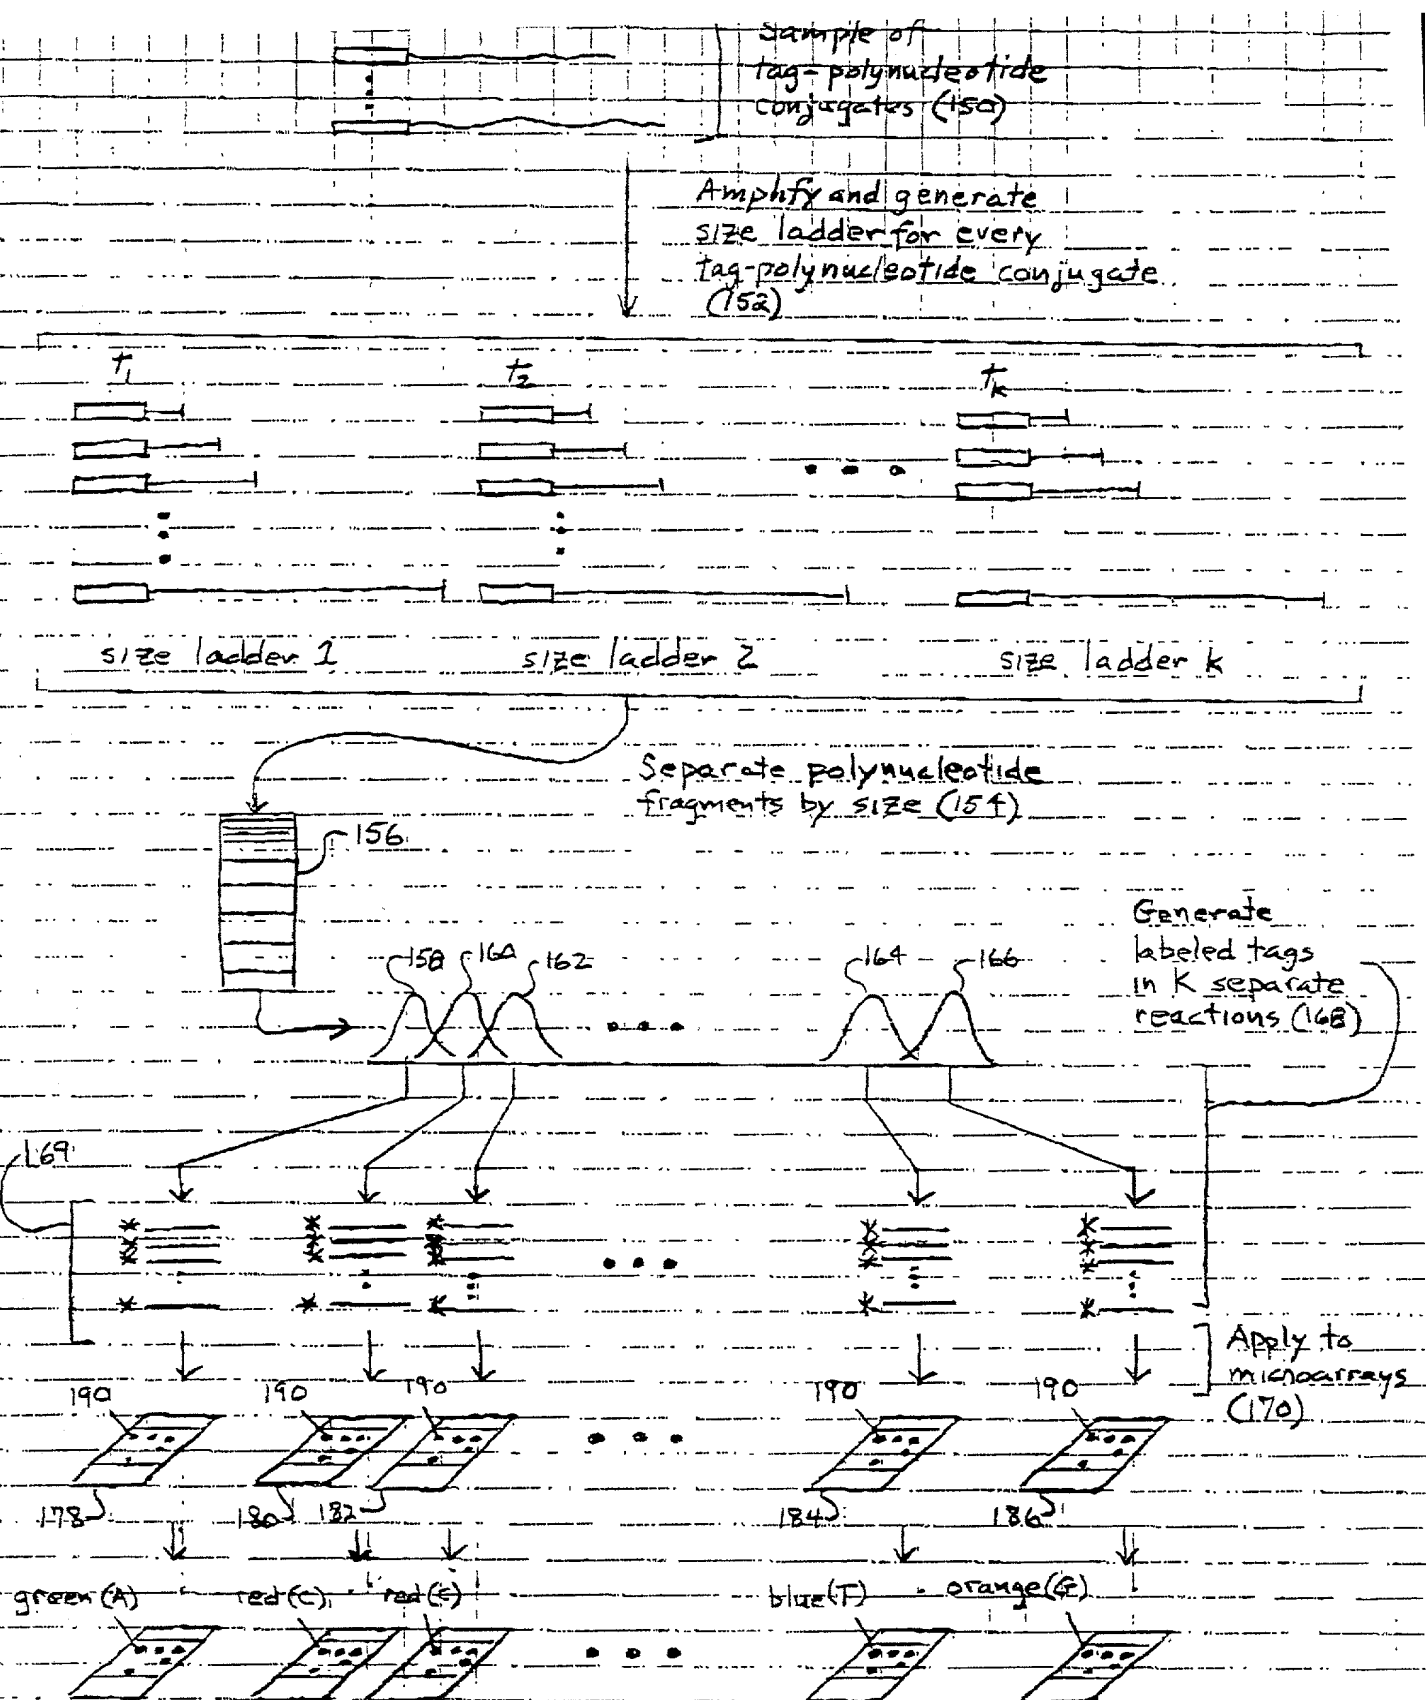 Sample of
tag-polynucleotide
conjugates (150)
Amplify and generate
size ladder for every
tag-polynucleotide conjugate
(152)
t1 t2 tk
size ladder 1 size ladder 2 size ladder k
Separate polynucleotide
fragments by size (154)
156
Generate
labeled tags
in K separate
reactions (168)
158 160 162 164 166
169
Apply to
microarrays
(170)
190 190 190 190 190
178 180 182 184 186
green (A) red (C) red (C) blue (T) orange (G)